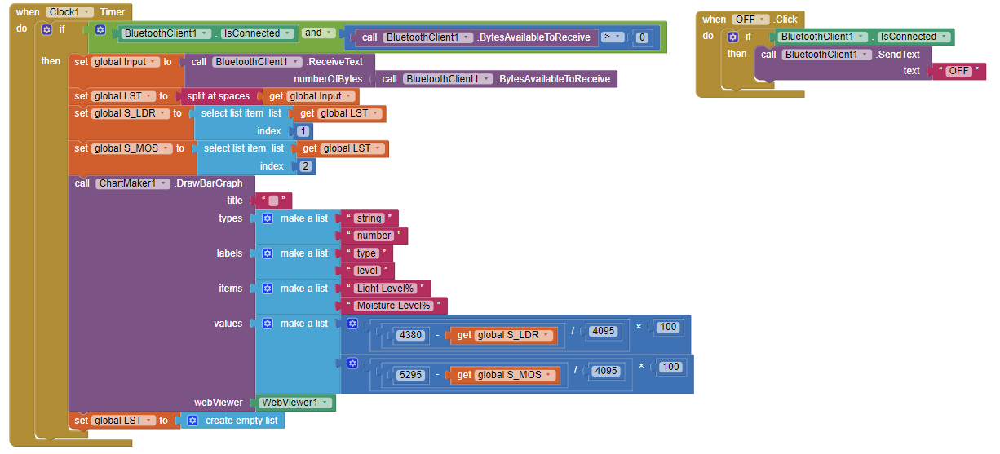 when Clock1 .Timer
do if BluetoothClient1 . IsConnected and call BluetoothClient1 .BytesAvailableToReceive > 0
then set global Input to call BluetoothClient1 .ReceiveText
numberOfBytes call BluetoothClient1 .BytesAvailableToReceive
set global LST to split at spaces get global Input
set global S_LDR to select list item list get global LST
index 1
set global S_MOS to select list item list get global LST
index 2
call ChartMaker1 .DrawBarGraph
title “ ”
types make a list “ string ”
“ number ”
labels make a list “ type ”
“ level ”
items make a list “ Light Level% ”
“ Moisture Level% ”
values make a list 4380 - get global S_LDR / 4095 × 100
5295 - get global S_MOS / 4095 × 100
webViewer WebViewer1
set global LST to create empty list
when OFF .Click
do if BluetoothClient1 . IsConnected
then call BluetoothClient1 .SendText
text “ OFF ”